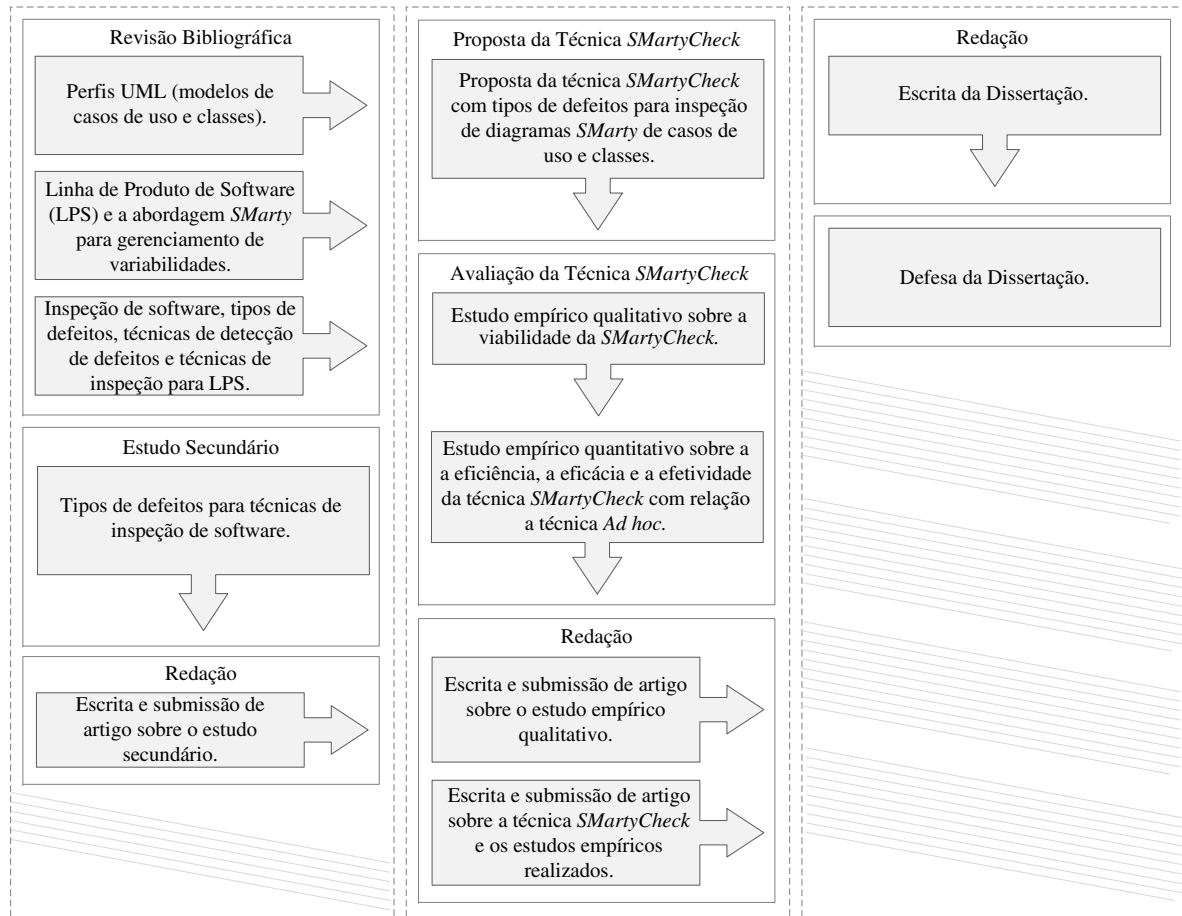 Revisão Bibliográfica
Perfis UML (modelos de
casos de uso e classes).
Linha de Produto de Software
(LPS) e a abordagem SMarty
para gerenciamento de
variabilidades.
Inspeção de software, tipos de
defeitos, técnicas de detecção
de defeitos e técnicas de
inspeção para LPS.
Estudo Secundário
Tipos de defeitos para técnicas de
inspeção de software.
Redação
Escrita e submissão de
artigo sobre o estudo
secundário.
Proposta da Técnica SMartyCheck
Proposta da técnica SMartyCheck
com tipos de defeitos para inspeção
de diagramas SMarty de casos de
uso e classes.
Avaliação da Técnica SMartyCheck
Estudo empírico qualitativo sobre a
viabilidade da SMartyCheck.
Estudo empírico quantitativo sobre a
a eficiência, a eficácia e a efetividade
da técnica SMartyCheck com relação
a técnica Ad hoc.
Redação
Escrita e submissão de artigo
sobre o estudo empírico
qualitativo.
Escrita e submissão de artigo
sobre a técnica SMartyCheck
e os estudos empíricos
realizados.
Redação
Escrita da Dissertação.
Defesa da Dissertação.